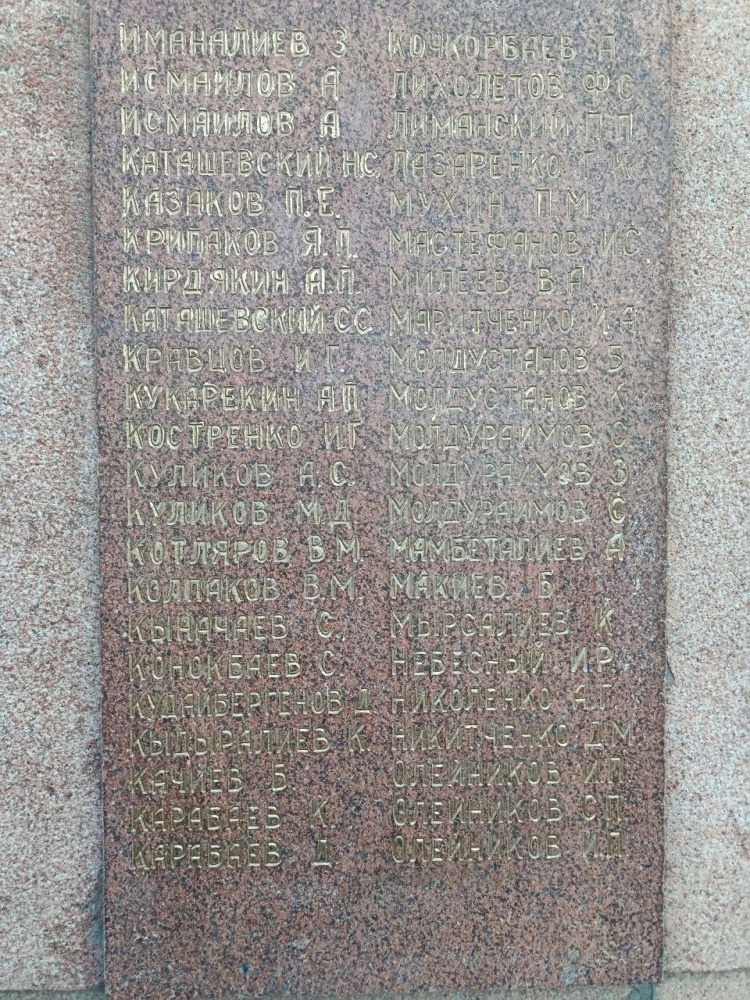 ИМАНАЛИЕВ З
ИСМАИЛОВ А
ИСМАИЛОВ А
КАТАШЕВСКИЙ Н.С.
КАЗАКОВ П.Е.
КРИПАКОВ Я.П.
КИРДЯКИН А.П.
КАТАШЕВСКИЙ С С
КРАВЦОВ И Г.
КУКАРЕКИН А.П
КОСТРЕНКО И.Г
КУЛИКОВ А.С.
КУЛИКОВ М.Д
КОТЛЯРОВ В.М.
КОЛПАКОВ В.М.
КЫНАЧАЕВ С.
КОНОКБАЕВ С.
КУДАЙБЕРГЕНОВ Д.
КЫДЫРАЛИЕВ К.
КАЧИЕВ Б
КАРАБАЕВ К.
КАРАБАЕВ Д
КОЧКОРБАЕВ А
ЛИХОЛЕТОВ Ф С
ЛИМАНСКИЙ П П
ЛАЗАРЕНКО Г К
МУХИН П М
МАСТЕФАНОВ И.С
МИЛЕЕВ В А
МАРИТЧЕНКО И.А
МОЛДУСТАНОВ Б
МОЛДУСТАНОВ К
МОЛДУРАИМОВ С
МОЛДУРАИМОВ З
МОЛДУРАИМОВ С
МАМБЕТАЛИЕВ А
МАКИЕВ Б
МЫРСАЛИЕВ К
НЕБЕСНЫЙ И.Р.
НИКОЛЕНКО А.Г.
НИКИТЧЕНКО Д М
ОЛЕЙНИКОВ И.П.
ОЛЕЙНИКОВ С П
ОЛЕЙНИКОВ И.П